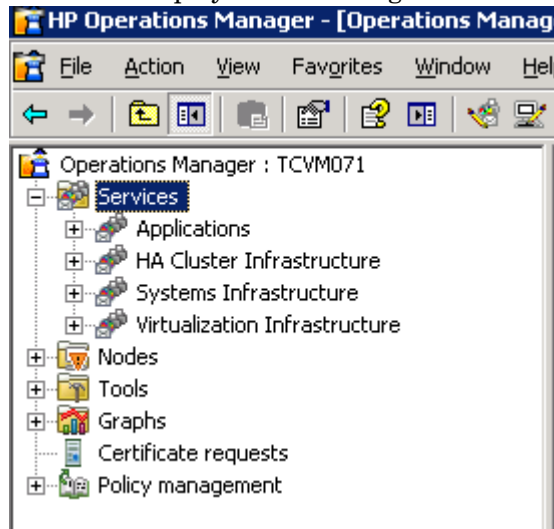 HP Operations Manager - [Operations Manag
File Action View Favorites Window Hel
Operations Manager : TCVM071
Services
Applications
HA Cluster Infrastructure
Systems Infrastructure
Virtualization Infrastructure
Nodes
Tools
Graphs
Certificate requests
Policy management